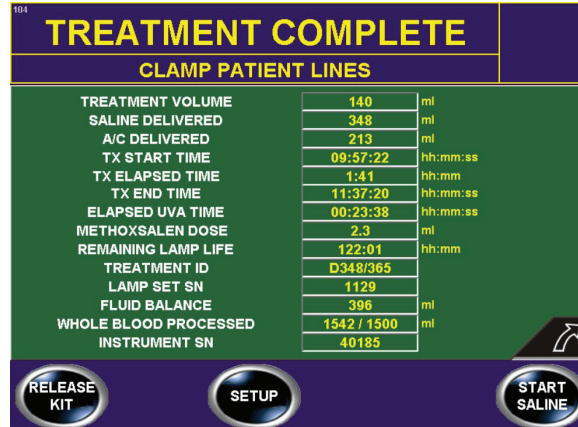 104
TREATMENT COMPLETE
CLAMP PATIENT LINES
TREATMENT VOLUME 140 ml
SALINE DELIVERED 348 ml
A/C DELIVERED 213 ml
TX START TIME 09:57:22 hh:mm:ss
TX ELAPSED TIME 1:41 hh:mm
TX END TIME 11:37:20 hh:mm:ss
ELAPSED UVA TIME 00:23:38 hh:mm:ss
METHOXSALEN DOSE 2.3 ml
REMAINING LAMP LIFE 122:01 hh:mm
TREATMENT ID D348/365
LAMP SET SN 1129
FLUID BALANCE 396 ml
WHOLE BLOOD PROCESSED 1542 / 1500 ml
INSTRUMENT SN 40185
RELEASE KIT
SETUP
START SALINE